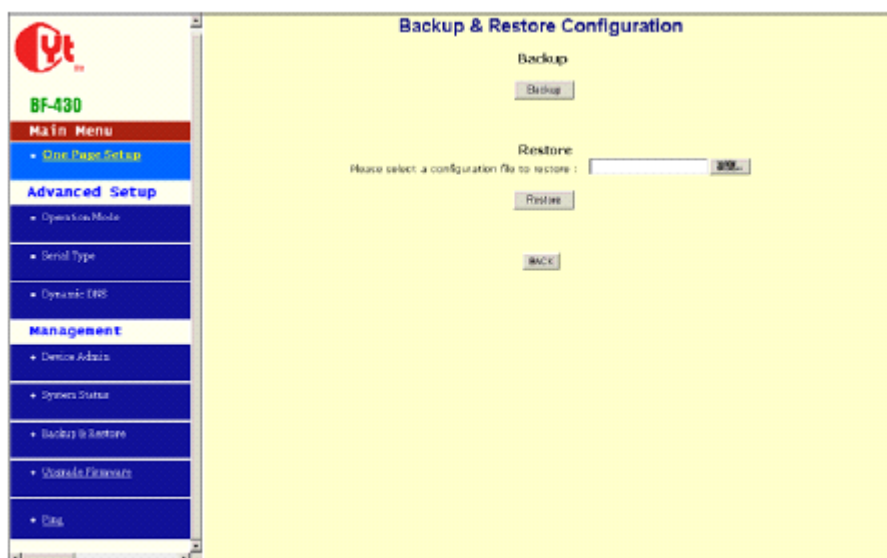 Yt
BF-430
Main Menu
One Page Setup
Advanced Setup
Operation Mode
Serial Type
Dynamic DNS
Management
Device Admin
System Status
Backup & Restore
Upgrade Firmware
Ping
Backup & Restore Configuration
Backup
Backup
Restore
Please select a configuration file to restore :
Restore
BACK